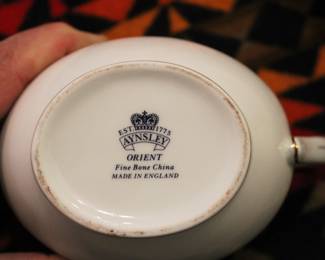 EST. 1775
AYNSLEY
ORIENT
Fine Bone China
MADE IN ENGLAND